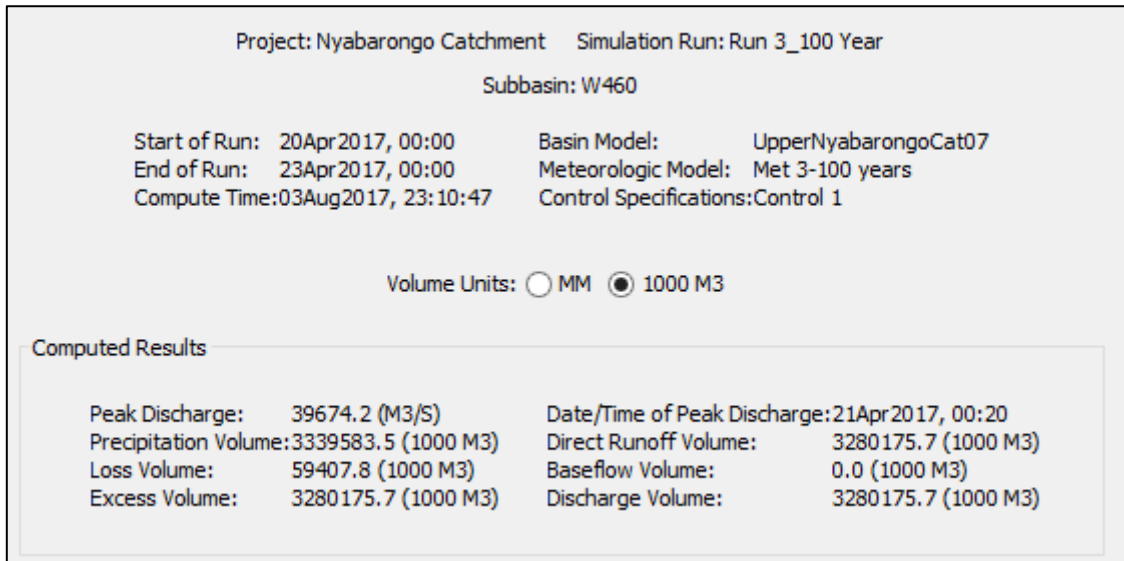 Project: Nyabarongo Catchment Simulation Run: Run 3_100 Year
Subbasin: W460
Start of Run: 20Apr2017, 00:00 Basin Model: UpperNyabarongoCat07
End of Run: 23Apr2017, 00:00 Meteorologic Model: Met 3-100 years
Compute Time:03Aug2017, 23:10:47 Control Specifications:Control 1
Volume Units: MM 1000 M3
Computed Results
Peak Discharge: 39674.2 (M3/S) Date/Time of Peak Discharge:21Apr2017, 00:20
Precipitation Volume:3339583.5 (1000 M3) Direct Runoff Volume: 3280175.7 (1000 M3)
Loss Volume: 59407.8 (1000 M3) Baseflow Volume: 0.0 (1000 M3)
Excess Volume: 3280175.7 (1000 M3) Discharge Volume: 3280175.7 (1000 M3)